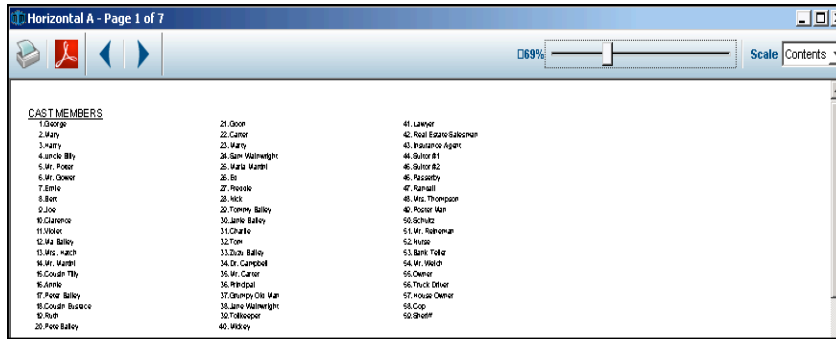 Horizontal A - Page 1 of 7
69%
Scale Contents
CAST MEMBERS
1.George
2.Mary
3.Harry
4.Uncle Billy
5.Mr. Potter
6.Mr. Gower
7.Ernie
8.Bert
9.Joe
10.Clarence
11.Violet
12.Ma Bailey
13.Mrs. Hatch
14.Mr. Martini
15.Cousin Tilly
16.Annie
17.Peter Bailey
18.Cousin Eustace
19.Ruth
20.Pete Bailey
21.Goon
22.Carter
23.Marty
24.Sam Wainwright
25.Maria Martini
26.Ed
27.Freddie
28.Nick
29.Tommy Bailey
30.Janie Bailey
31.Charlie
32.Tom
33.Zuzu Bailey
34.Dr. Campbell
35.Mr. Carter
36.Principal
37.Grumpy Old Man
38.Jane Wainwright
39.Tollkeeper
40.Mickey
41.Lawyer
42.Real Estate Salesman
43.Insurance Agent
44.Suitor #1
45.Suitor #2
46.Passerby
47.Randall
48.Mrs. Thompson
49.Poster Man
50.Schultz
51.Mr. Reineman
52.Nurse
53.Bank Teller
54.Mr. Welch
55.Owner
56.Truck Driver
57.House Owner
58.Cop
59.Sheriff